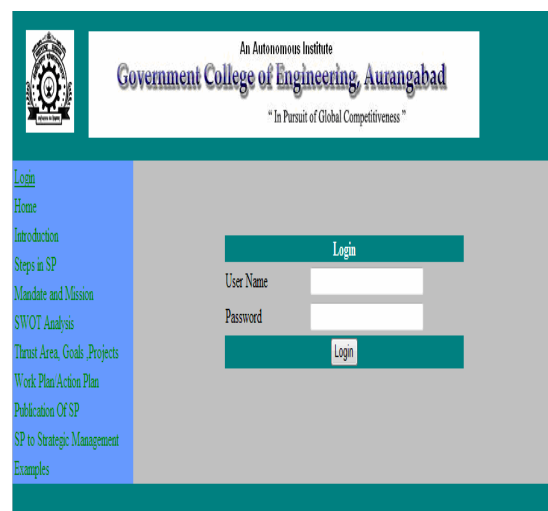 An Autonomous Institute
Government College of Engineering, Aurangabad
“ In Pursuit of Global Competitiveness ”
Login
Home
Introduction
Steps in SP
Mandate and Mission
SWOT Analysis
Thrust Area, Goals ,Projects
Work Plan/Action Plan
Publication Of SP
SP to Strategic Management
Examples
Login
User Name
Password
Login